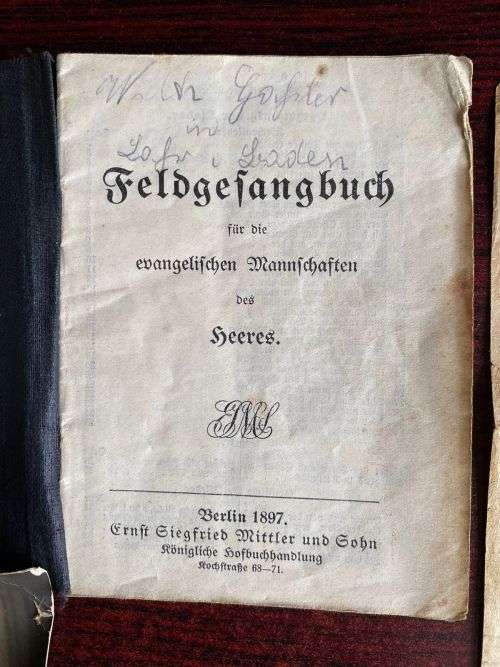 in
Lahr i Baden
Feldgesangbuch
für die
evangelischen Mannschaften
des
Heeres.
Berlin 1897.
Ernst Siegfried Mittler und Sohn
Königliche Hofbuchhandlung
Kochstraße 68—71.